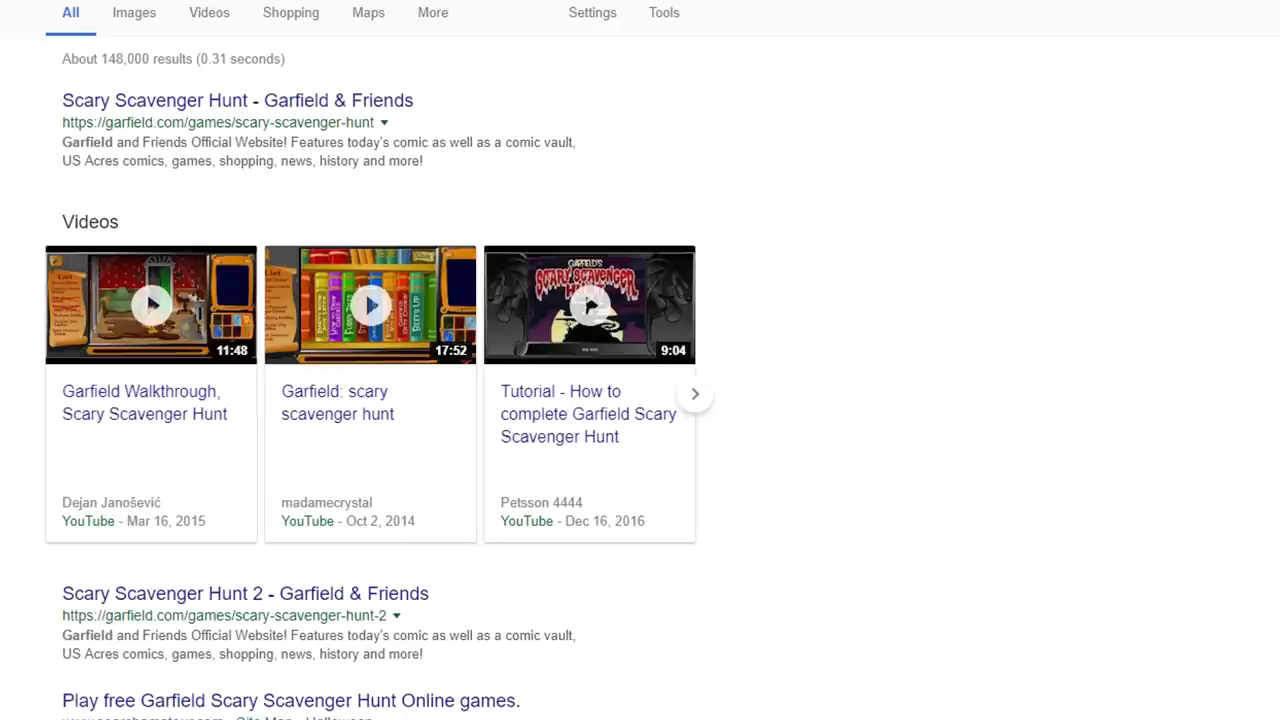 All Images Videos Shopping Maps More Settings Tools
About 148,000 results (0.31 seconds)
Scary Scavenger Hunt - Garfield & Friends
https://garfield.com/games/scary-scavenger-hunt
Garfield and Friends Official Website! Features today's comic as well as a comic vault,
US Acres comics, games, shopping, news, history and more!
Videos
GARFIELD'S
SCARY SCAVENGER
11:48
17:52
9:04
Garfield Walkthrough,
Scary Scavenger Hunt
Garfield: scary
scavenger hunt
Tutorial - How to
complete Garfield Scary
Scavenger Hunt
Dejan Janošević
YouTube - Mar 16, 2015
madamecrystal
YouTube - Oct 2, 2014
Petsson 4444
YouTube - Dec 16, 2016
Scary Scavenger Hunt 2 - Garfield & Friends
https://garfield.com/games/scary-scavenger-hunt-2
Garfield and Friends Official Website! Features today's comic as well as a comic vault,
US Acres comics, games, shopping, news, history and more!
Play free Garfield Scary Scavenger Hunt Online games.